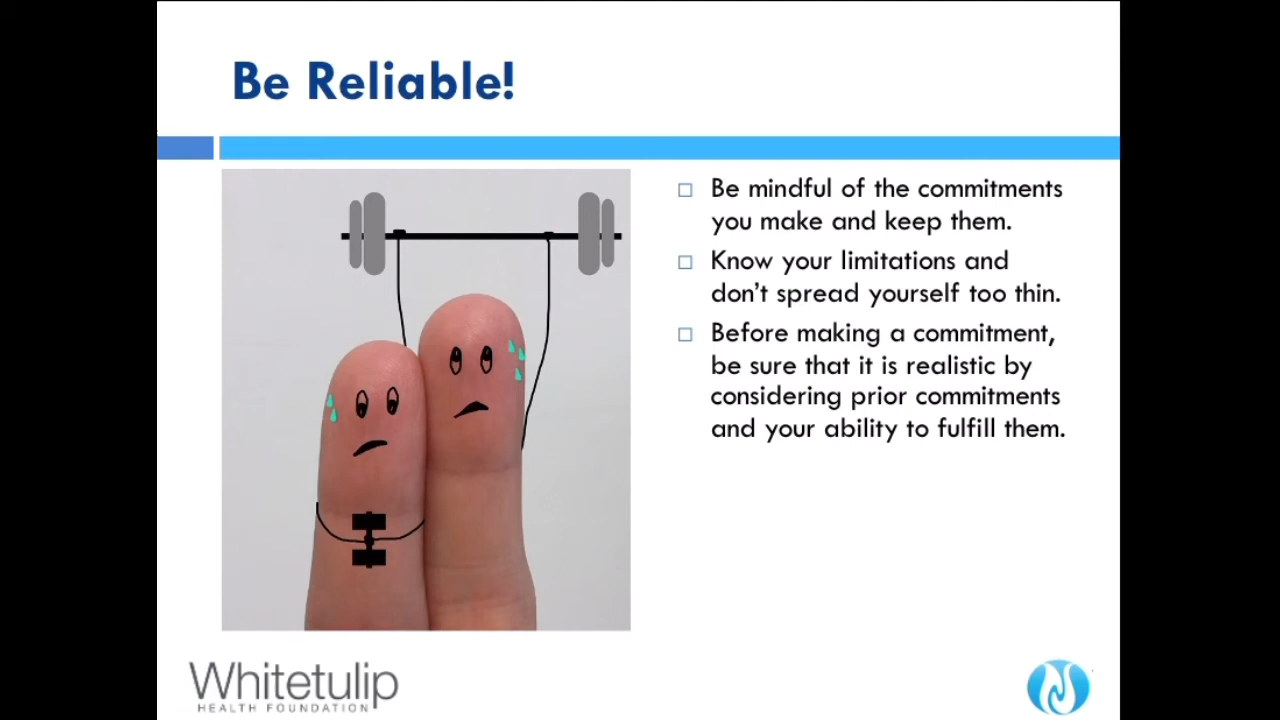 Be Reliable!
Be mindful of the commitments
you make and keep them.
Know your limitations and
don't spread yourself too thin.
Before making a commitment,
be sure that it is realistic by
considering prior commitments
and your ability to fulfill them.
Whitetulip
HEALTH FOUNDATION